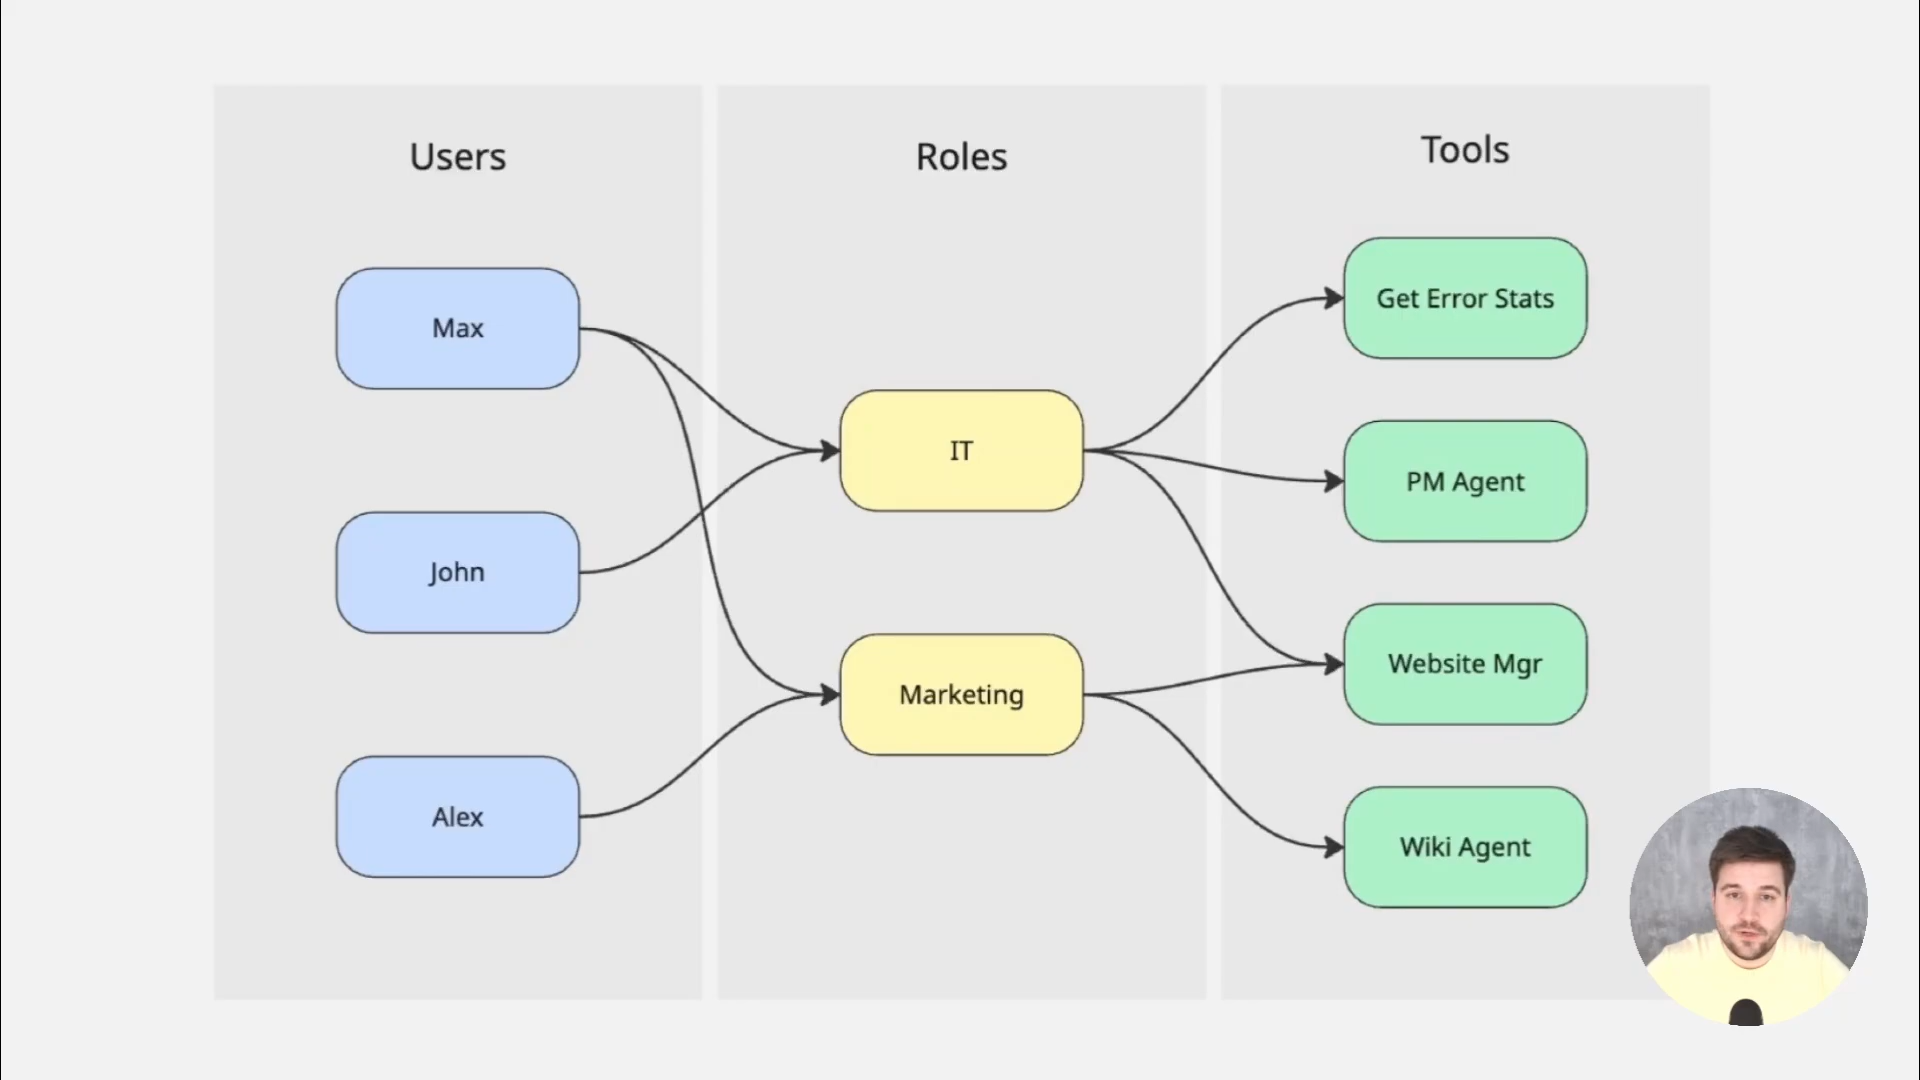 Users
Roles
Tools
Max
John
Alex
IT
Marketing
Get Error Stats
PM Agent
Website Mgr
Wiki Agent